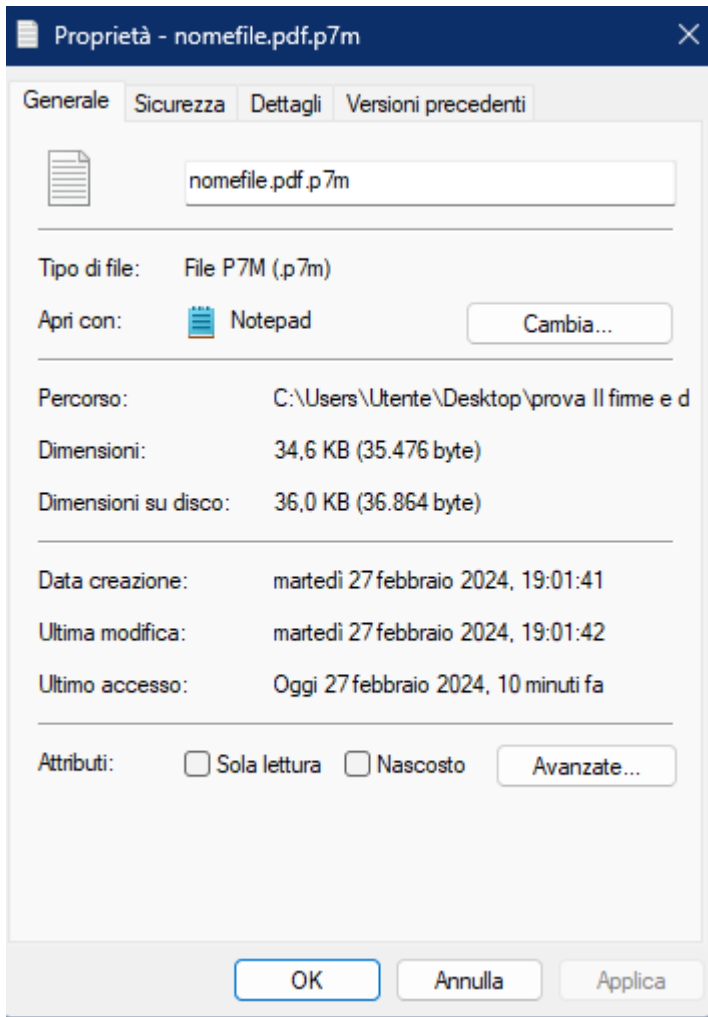 Proprietà - nomefile.pdf.p7m
Generale Sicurezza Dettagli Versioni precedenti
nomefile.pdf.p7m
Tipo di file: File P7M (.p7m)
Apri con: Notepad Cambia...
Percorso: C:\Users\Utente\Desktop\prova II firme e d
Dimensioni: 34,6 KB (35.476 byte)
Dimensioni su disco: 36,0 KB (36.864 byte)
Data creazione: martedì 27 febbraio 2024, 19:01:41
Ultima modifica: martedì 27 febbraio 2024, 19:01:42
Ultimo accesso: Oggi 27 febbraio 2024, 10 minuti fa
Attributi: Sola lettura Nascosto Avanzate...
OK Annulla Applica